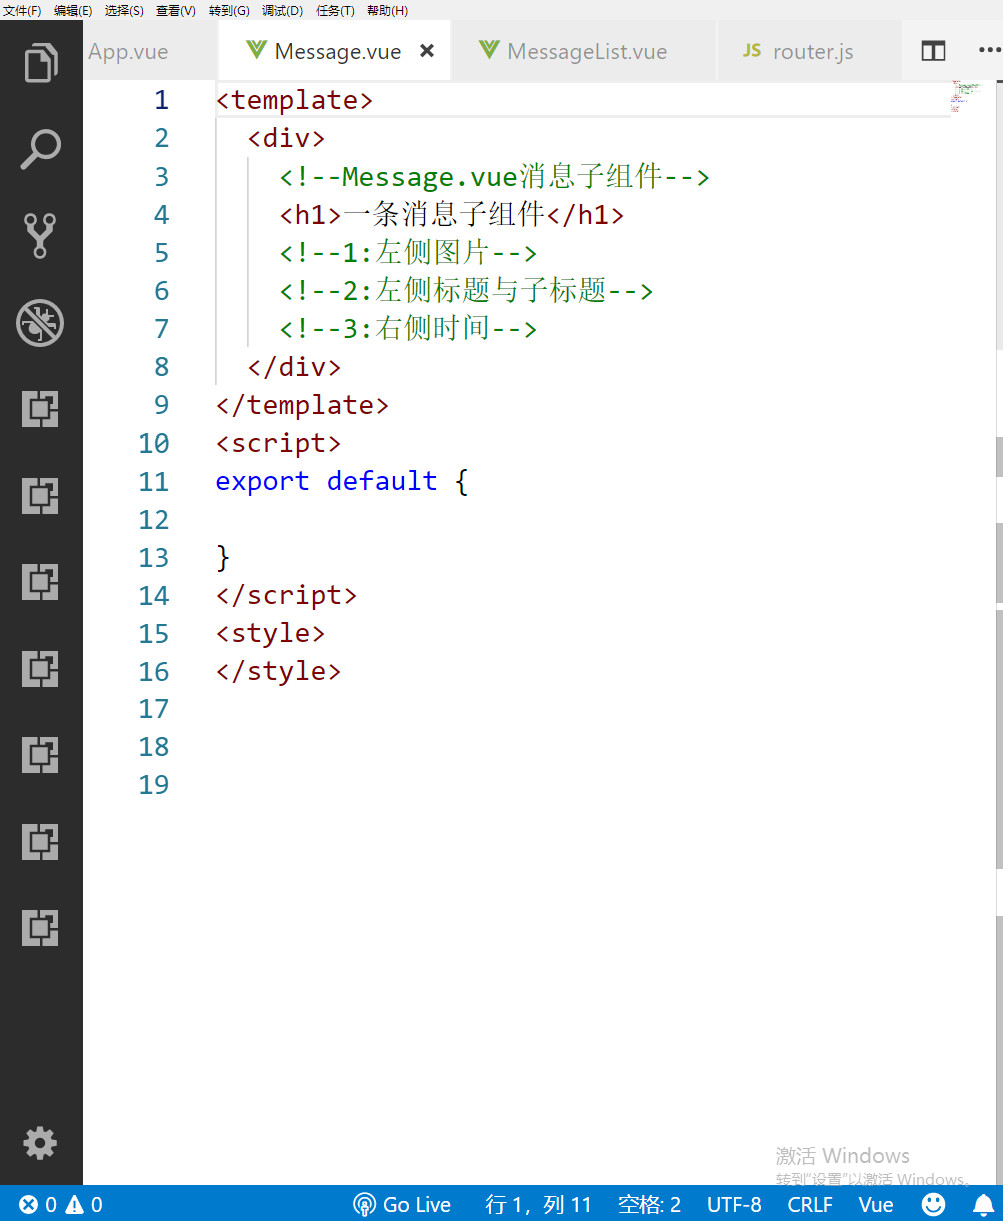 文件(F) 编辑(E) 选择(S) 查看(V) 转到(G) 调试(D) 任务(T) 帮助(H)
App.vue Message.vue × MessageList.vue JS router.js
1 <template>
2 <div>
3 <!--Message.vue消息子组件-->
4 <h1>一条消息子组件</h1>
5 <!--1:左侧图片-->
6 <!--2:左侧标题与子标题-->
7 <!--3:右侧时间-->
8 </div>
9 </template>
10 <script>
11 export default {
12
13 }
14 </script>
15 <style>
16 </style>
17
18
19
激活 Windows
转到"设置"以激活 Windows。
0 0 Go Live 行 1，列 11 空格: 2 UTF-8 CRLF Vue